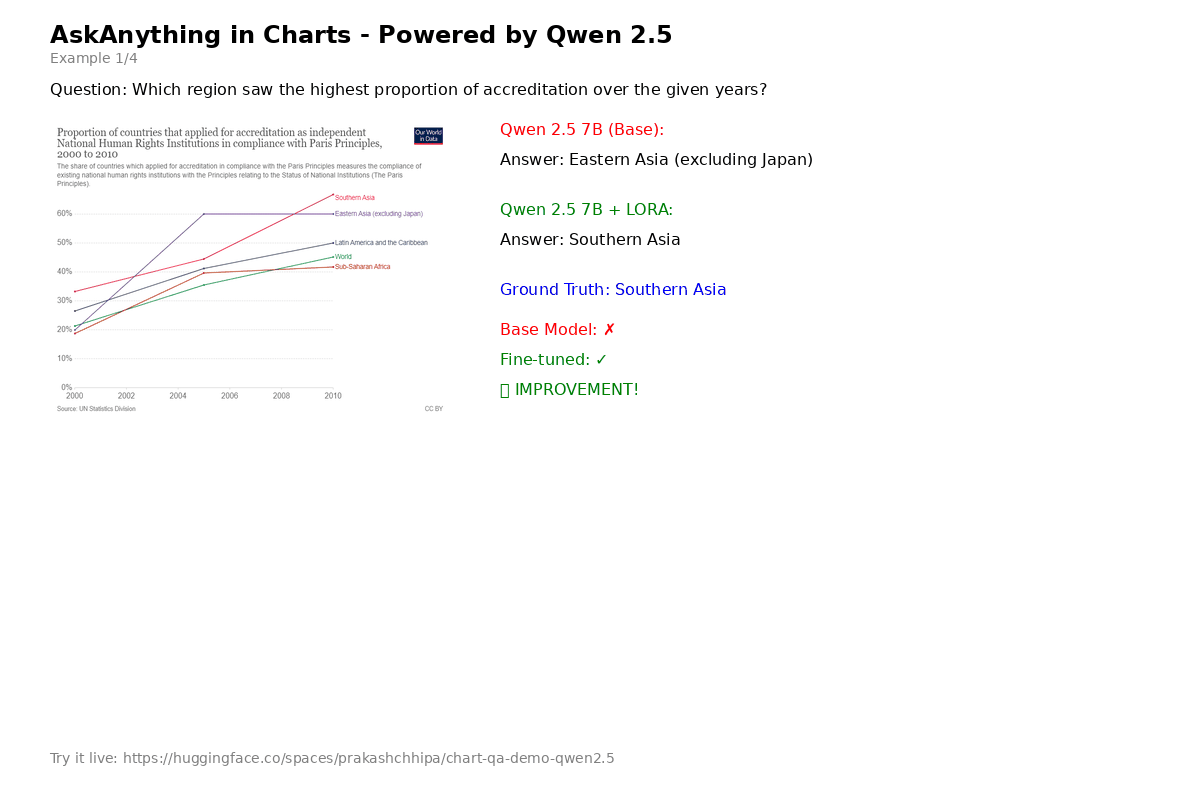 AskAnything in Charts - Powered by Qwen 2.5
Example 1/4
Question: Which region saw the highest proportion of accreditation over the given years?
Proportion of countries that applied for accreditation as independent
National Human Rights Institutions in compliance with Paris Principles,
2000 to 2010
Our World
in Data
The share of countries which applied for accreditation in compliance with the Paris Principles measures the compliance of
existing national human rights institutions with the Principles relating to the Status of National Institutions (The Paris
Principles).
Southern Asia
60%
Eastern Asia (excluding Japan)
50%
Latin America and the Caribbean
World
40%
Sub-Saharan Africa
30%
20%
10%
0%
2000 2002 2004 2006 2008 2010
Source: UN Statistics Division
CC BY
Qwen 2.5 7B (Base):
Answer: Eastern Asia (excluding Japan)
Qwen 2.5 7B + LORA:
Answer: Southern Asia
Ground Truth: Southern Asia
Base Model: ✗
Fine-tuned: ✓
IMPROVEMENT!
Try it live: https://huggingface.co/spaces/prakashchhipa/chart-qa-demo-qwen2.5